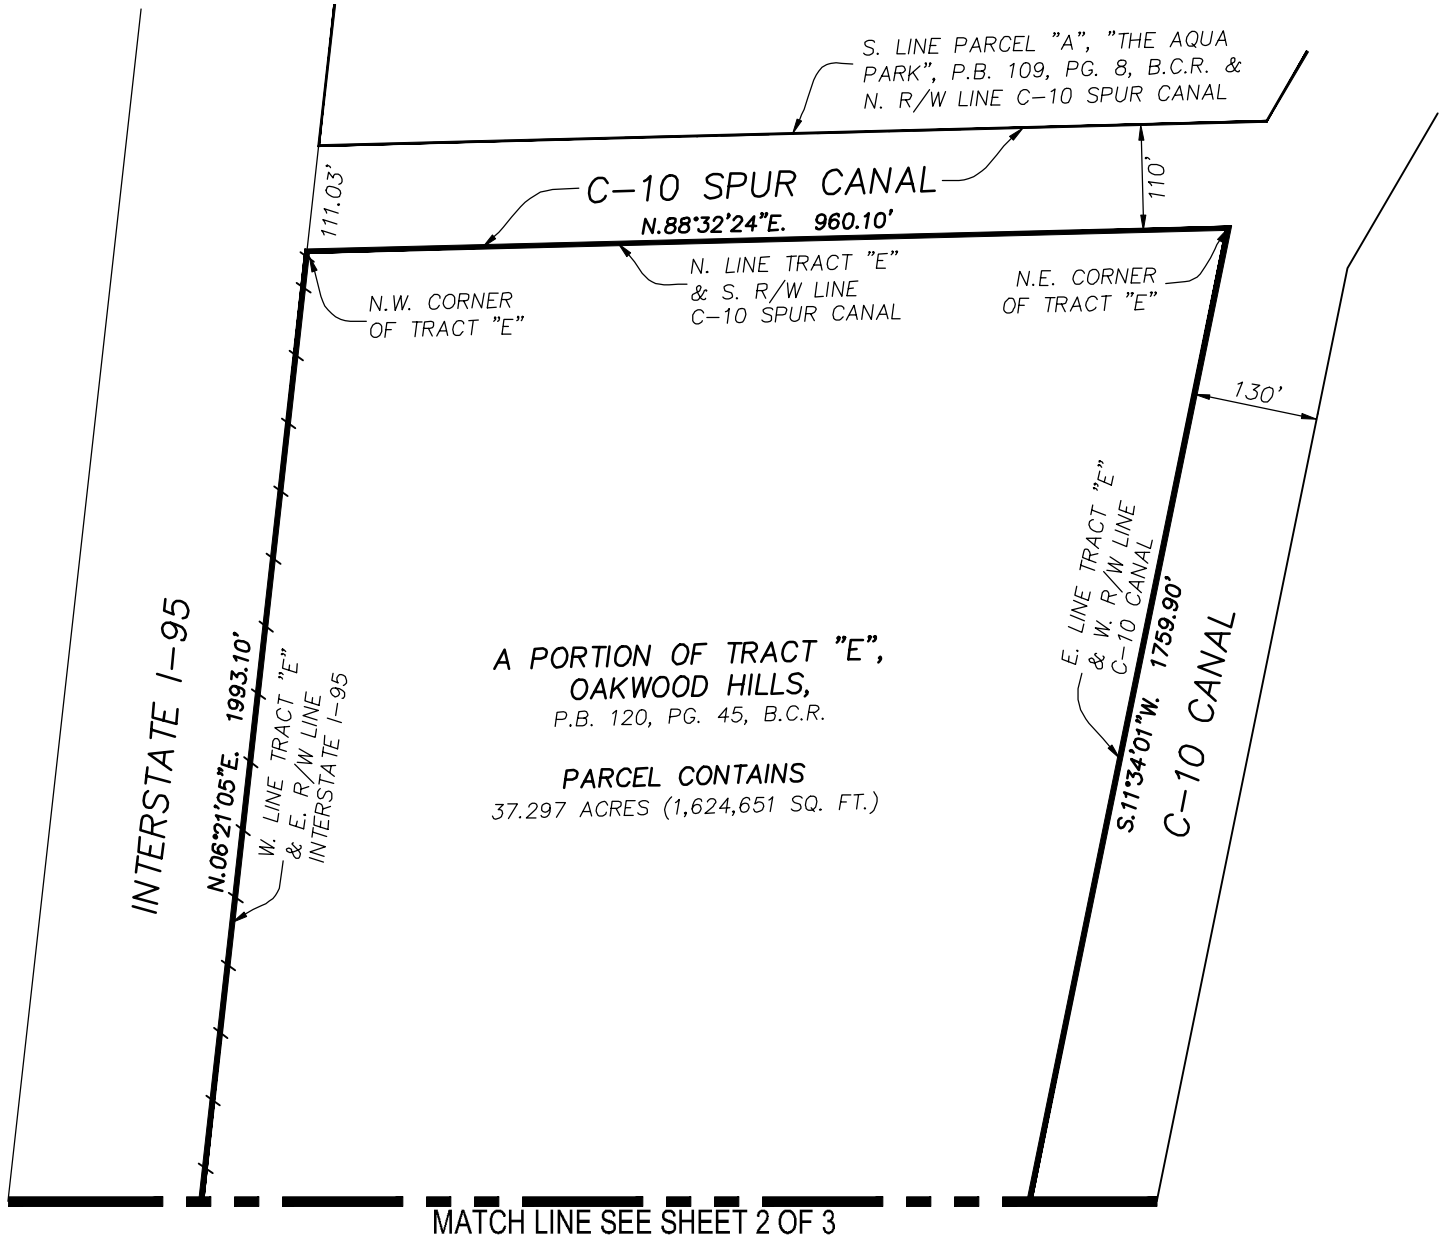 S. LINE PARCEL "A", "THE AQUA
PARK", P.B. 109, PG. 8, B.C.R. &
N. R/W LINE C-10 SPUR CANAL
111.03'
C-10 SPUR CANAL
110'
N.88°32'24"E. 960.10'
N. LINE TRACT "E"
& S. R/W LINE
C-10 SPUR CANAL
N.W. CORNER
OF TRACT "E"
N.E. CORNER
OF TRACT "E"
130'
INTERSTATE I-95
N.06°21'05"E. 1993.10'
W. LINE TRACT "E"
& E. R/W LINE
INTERSTATE I-95
A PORTION OF TRACT "E",
OAKWOOD HILLS,
P.B. 120, PG. 45, B.C.R.
PARCEL CONTAINS
37.297 ACRES (1,624,651 SQ. FT.)
E. LINE TRACT "E"
& W. R/W LINE
C-10 CANAL
S.11°34'01"W. 1759.90'
C-10 CANAL
MATCH LINE SEE SHEET 2 OF 3